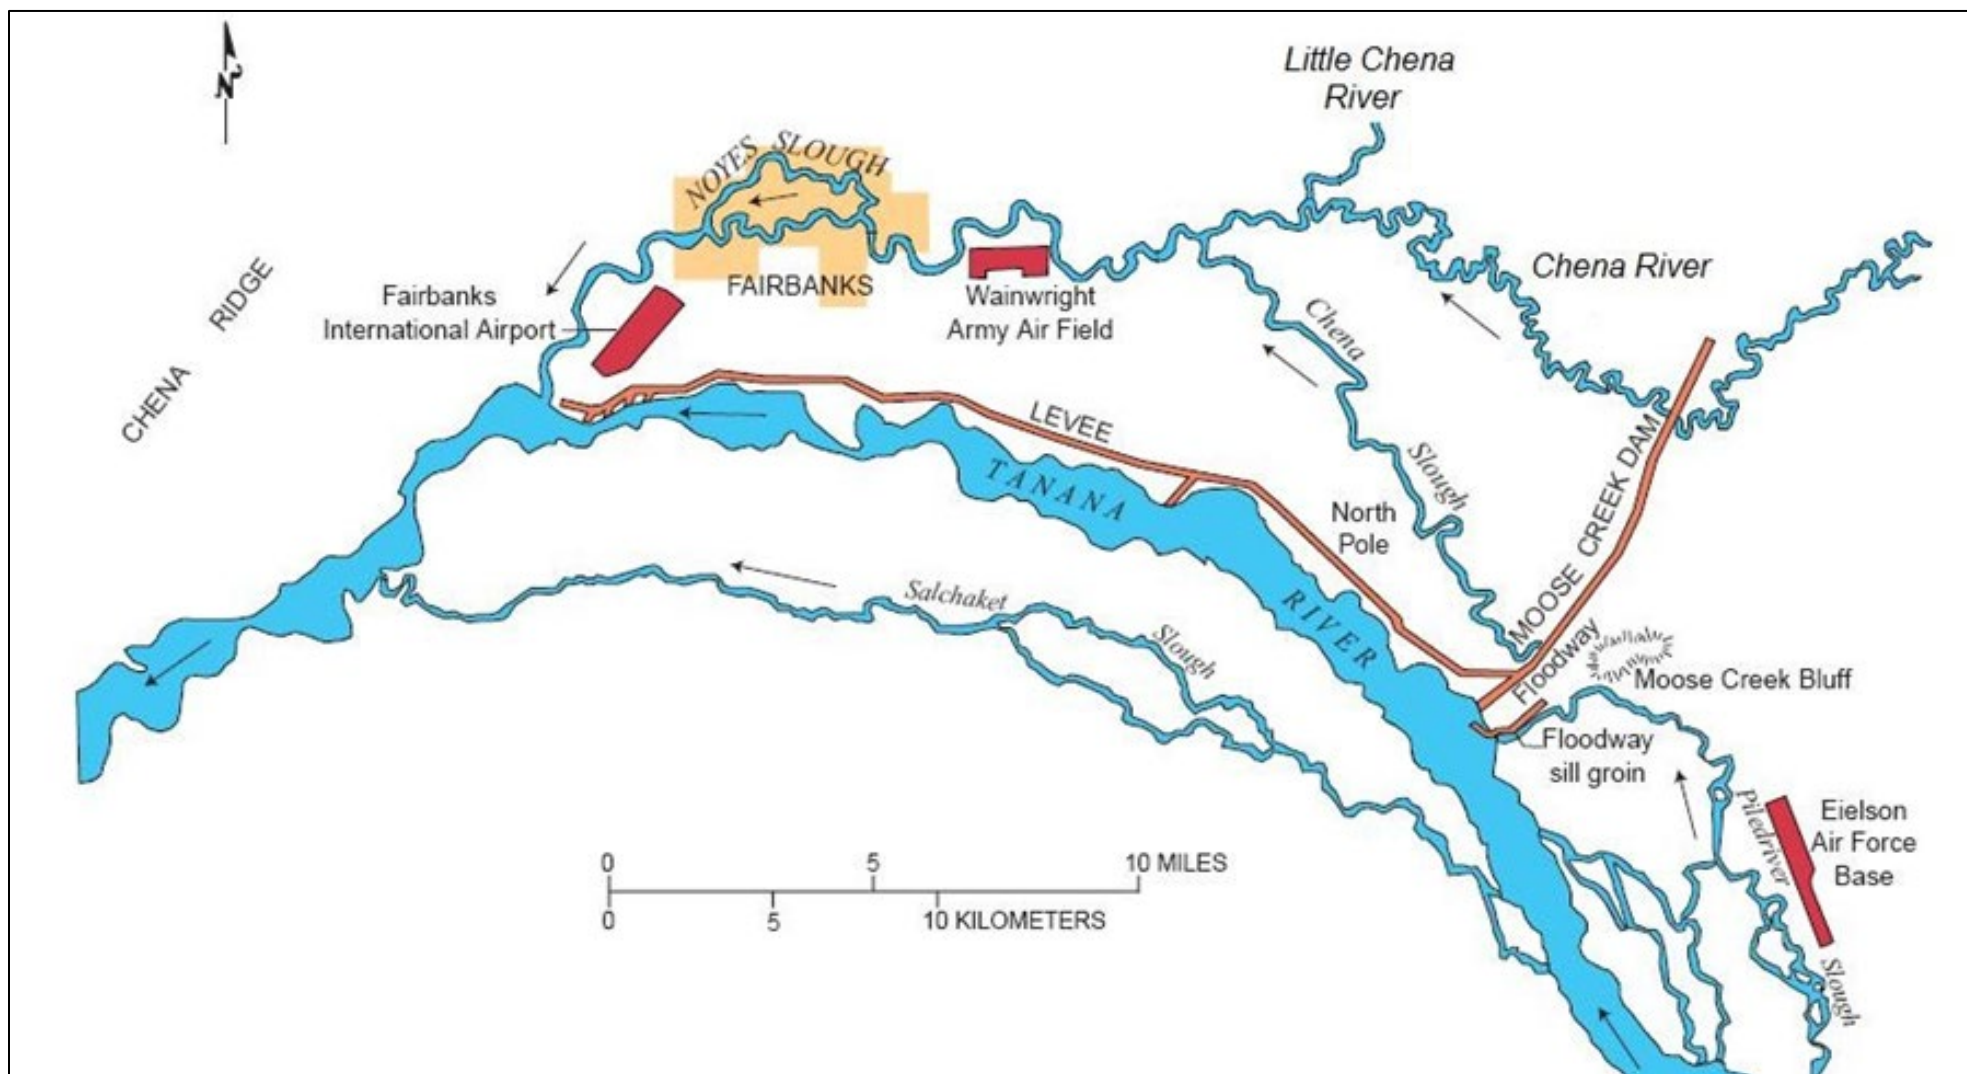 N
Little Chena
River
NOYES SLOUGH
CHENA RIDGE
Fairbanks
International Airport
FAIRBANKS
Wainwright
Army Air Field
Chena River
Chena Slough
LEVEE
TANANA RIVER
North
Pole
MOOSE CREEK DAM
Floodway
Moose Creek Bluff
Floodway
sill groin
Salchaket Slough
Piledriver Slough
Eielson
Air Force
Base
0 5 10 MILES
0 5 10 KILOMETERS